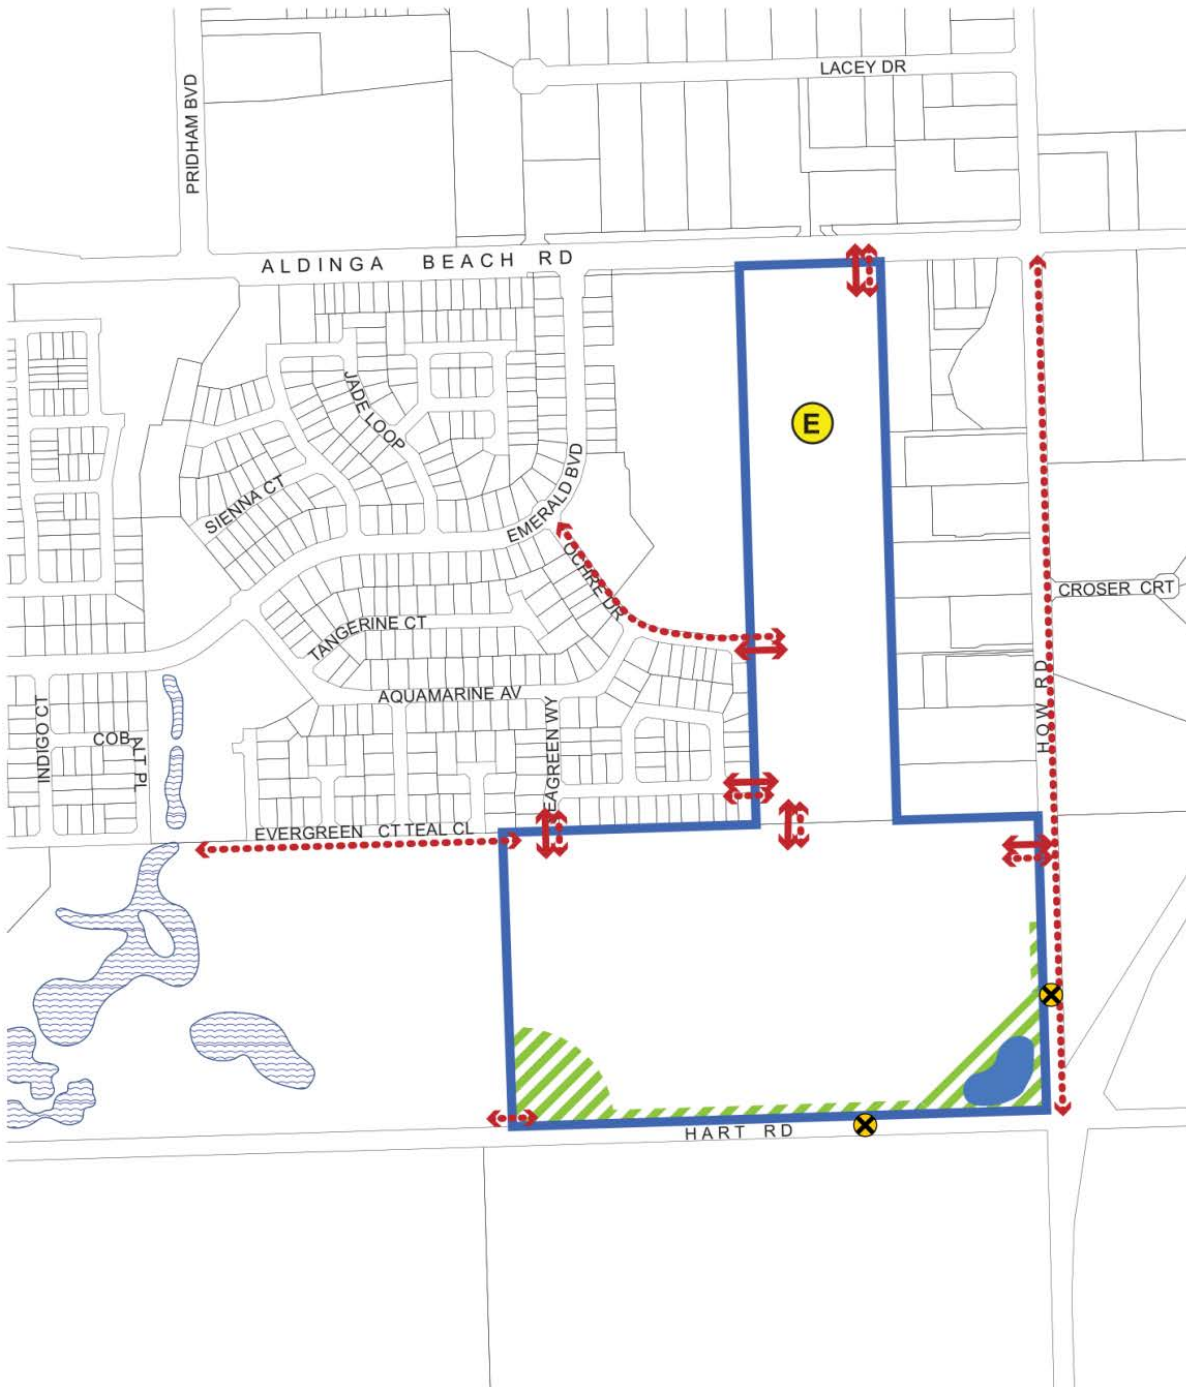 LACEY DR
PRIDHAM BVD
ALDINGA BEACH RD
JADE LOOP
E
SIENNA CT
EMERALD BVD
OCHRE DR
CROSER CRT
TANGERINE CT
HOW RD
AQUAMARINE AV
INDIGO CT
COBALT PL
EAGREEN WY
EVERGREEN CT TEAL CL
HART RD